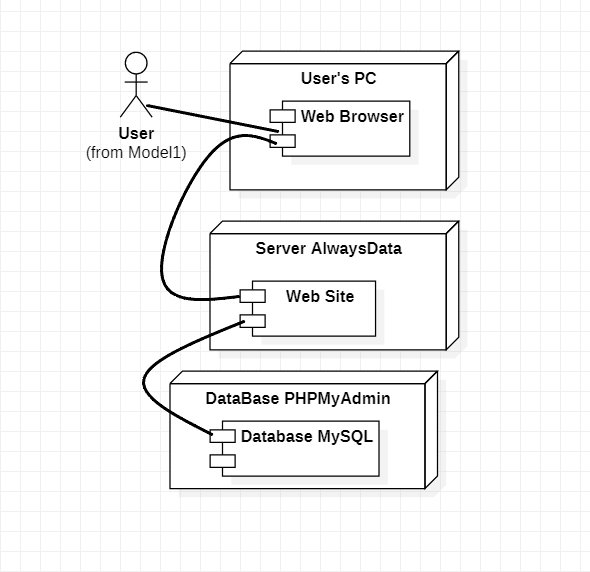 User's PC
Web Browser
User
(from Model1)
Server AlwaysData
Web Site
DataBase PHPMyAdmin
Database MySQL